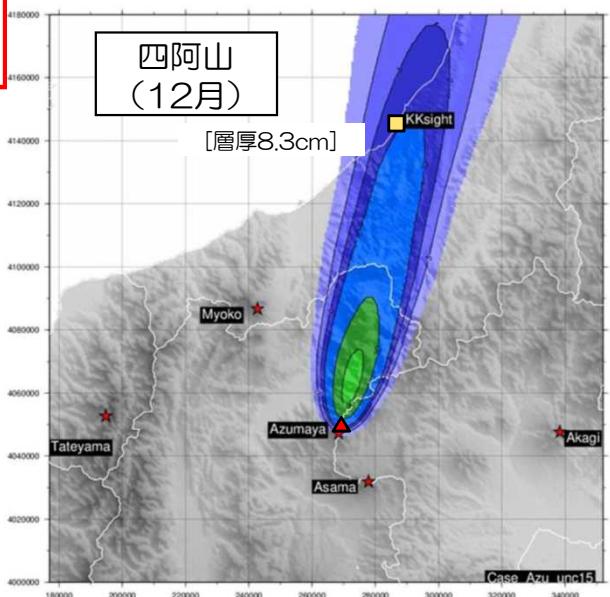 四阿山
(12月)
[層厚8.3cm]
KKsight
Myoko
Azumaya
Tateyama
Akagi
Asama
Case_Azu_unc15
4180000
4160000
4140000
4120000
4100000
4080000
4060000
4040000
4020000
4000000
180000
200000
220000
240000
260000
280000
300000
320000
340000